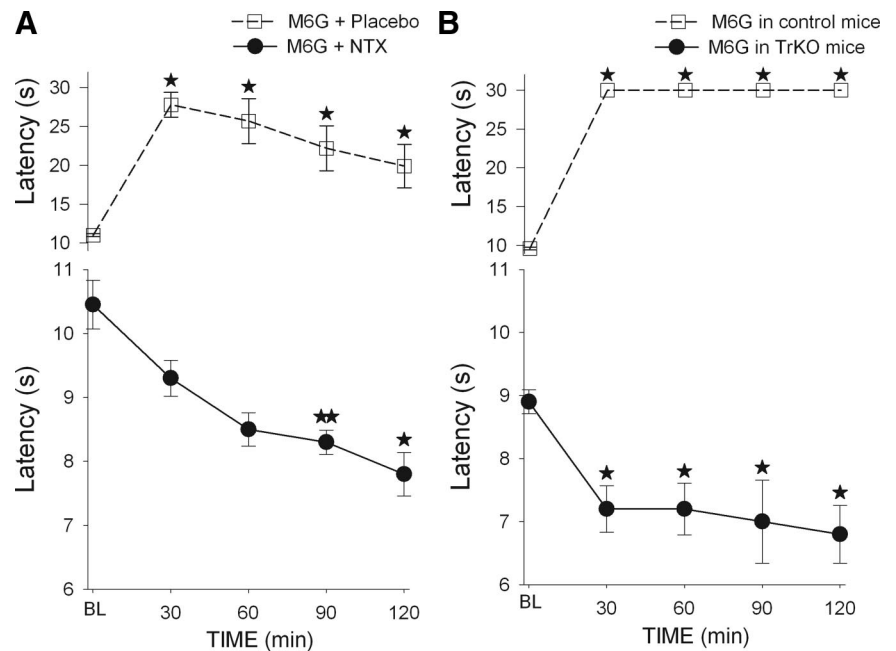 A
M6G + Placebo
M6G + NTX
Latency (s)
30
25
20
15
10
Latency (s)
11
10
9
8
7
6
BL 30 60 90 120
TIME (min)
B
M6G in control mice
M6G in TrKO mice
Latency (s)
30
25
20
15
10
Latency (s)
11
10
9
8
7
6
BL 30 60 90 120
TIME (min)